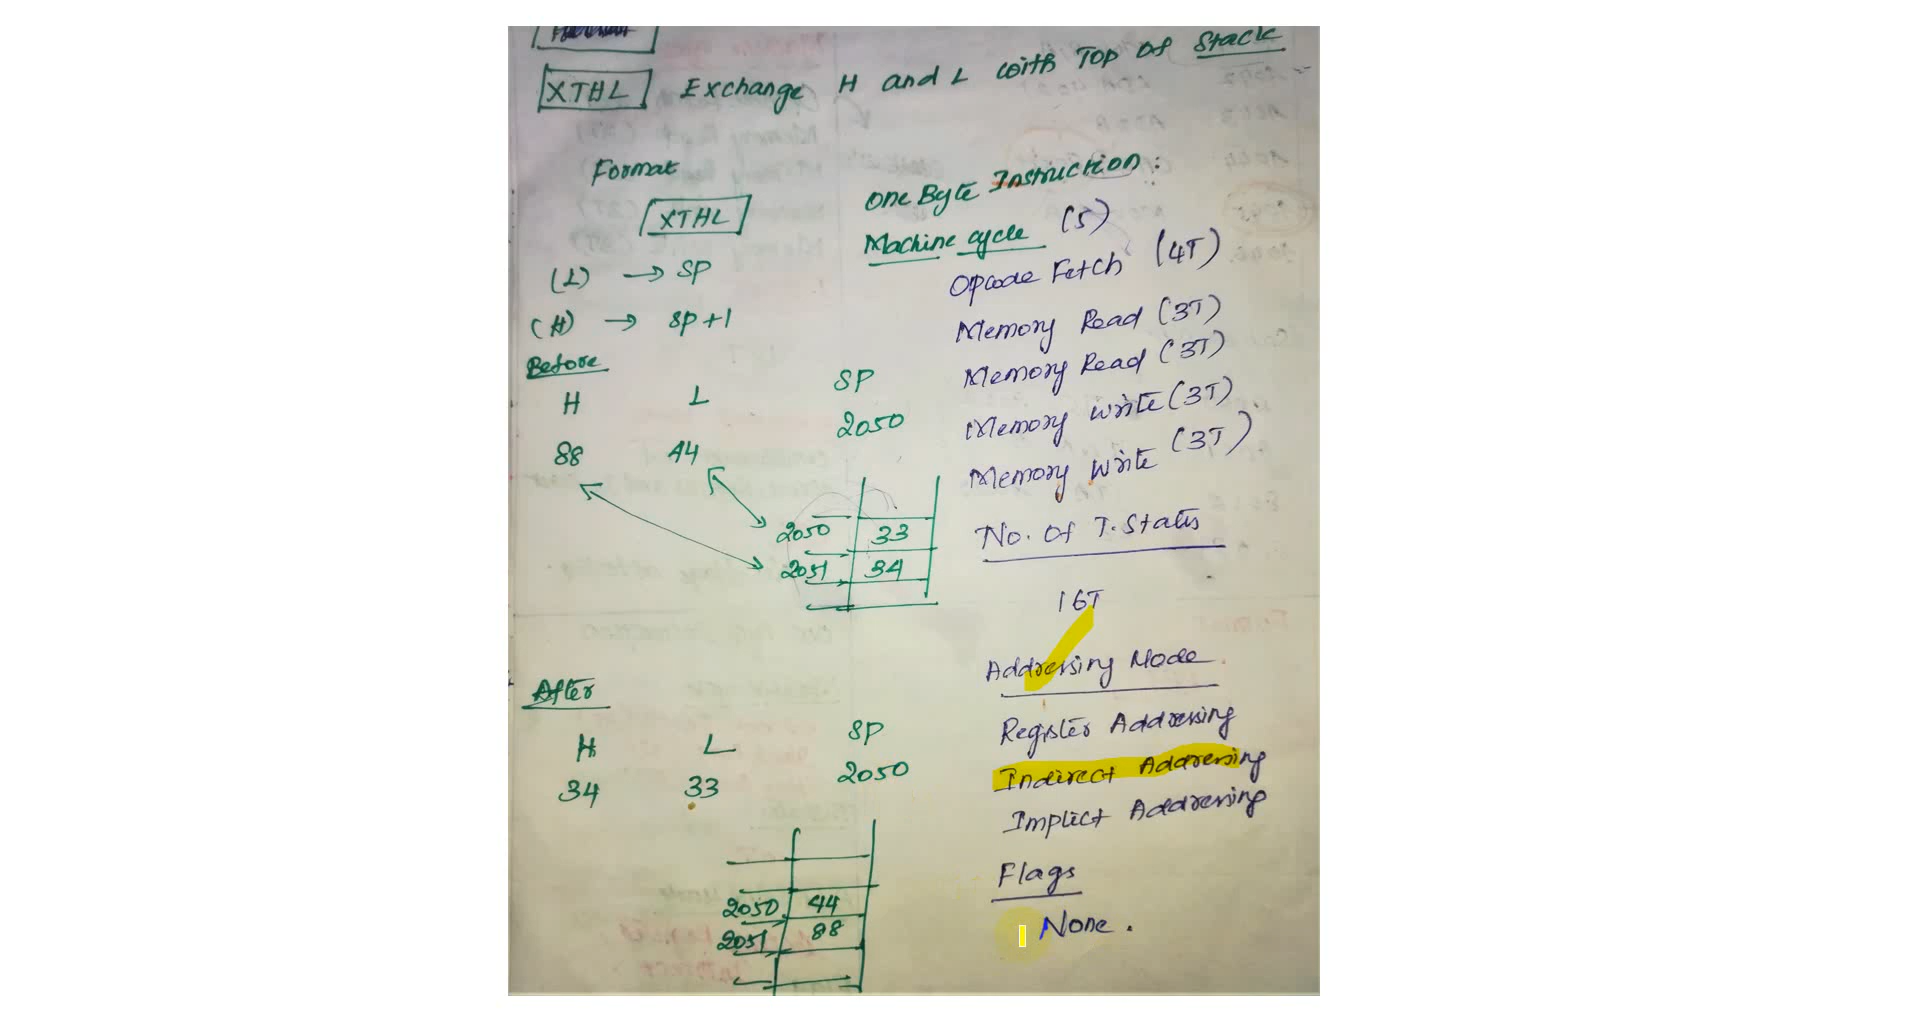 XTHL Exchange H and L with Top Of Stack
Format
XTHL
(L) → SP
(H) → SP+1
Before
H L SP
88 44 2050
2050 33
2051 34
After
H L SP
34 33 2050
2050 44
2051 88
One Byte Instruction:
Machine cycle (5)
Opcode Fetch (4T)
Memory Read (3T)
Memory Read (3T)
Memory write (3T)
Memory write (3T)
No. Of T. States
16T
Addressing Mode
Register Addressing
Indirect Addressing
Implict Addressing
Flags
None.